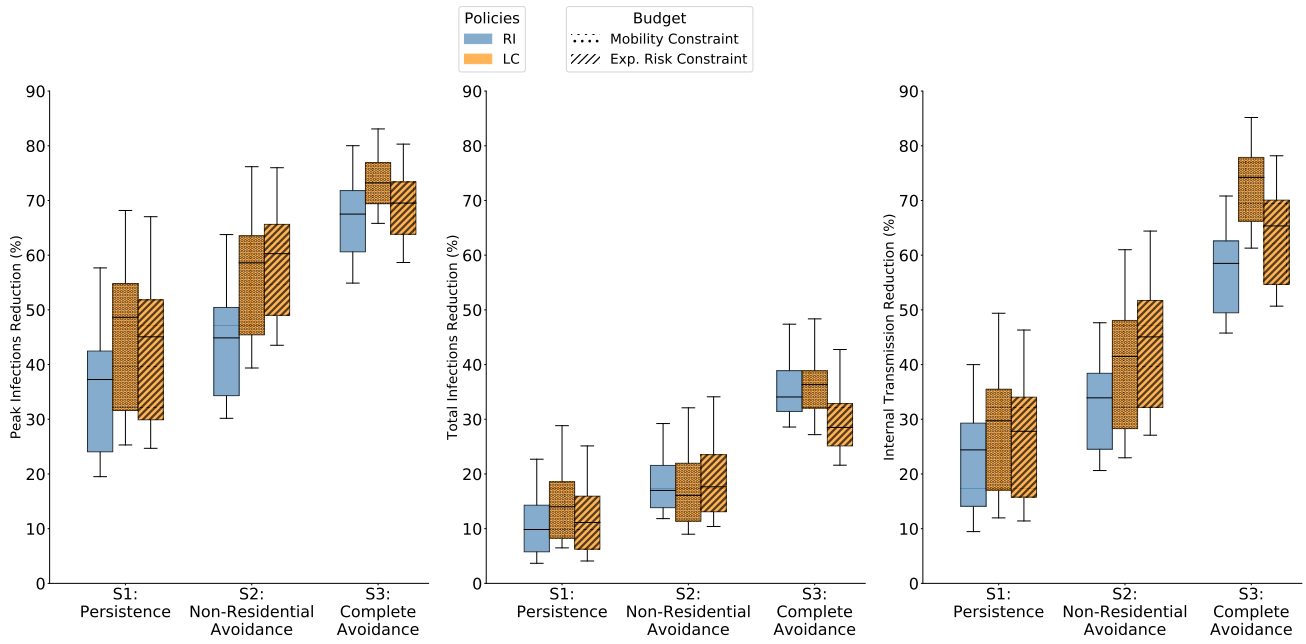 Policies
RI
LC
Budget
Mobility Constraint
Exp. Risk Constraint
Peak Infections Reduction (%)
90
80
70
60
50
40
30
20
10
0
S1:
Persistence
S2:
Non-Residential
Avoidance
S3:
Complete
Avoidance
Total Infections Reduction (%)
90
80
70
60
50
40
30
20
10
0
S1:
Persistence
S2:
Non-Residential
Avoidance
S3:
Complete
Avoidance
Internal Transmission Reduction (%)
90
80
70
60
50
40
30
20
10
0
S1:
Persistence
S2:
Non-Residential
Avoidance
S3:
Complete
Avoidance